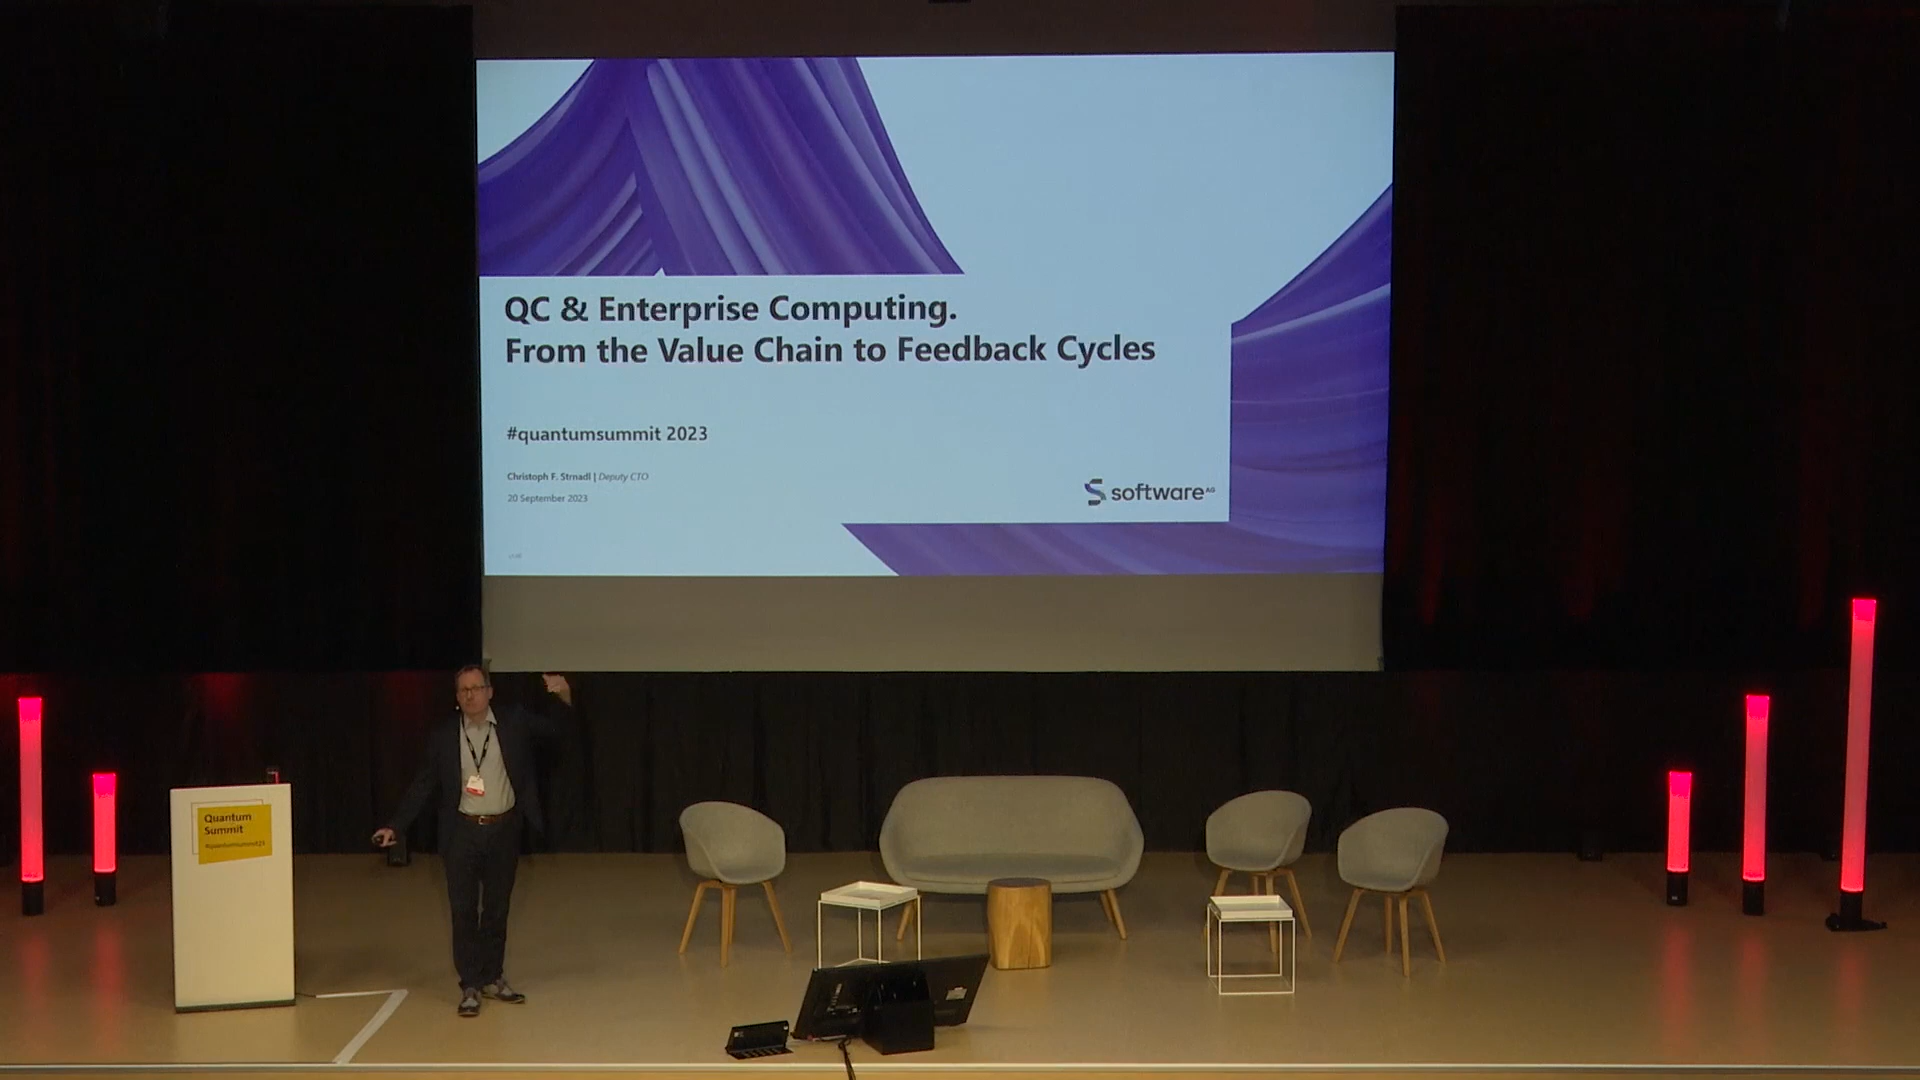 QC & Enterprise Computing.
From the Value Chain to Feedback Cycles
#quantumsummit 2023
Christoph F. Strnadl | Deputy CTO
20 September 2023
software AG
Quantum
Summit
#quantumsummit23